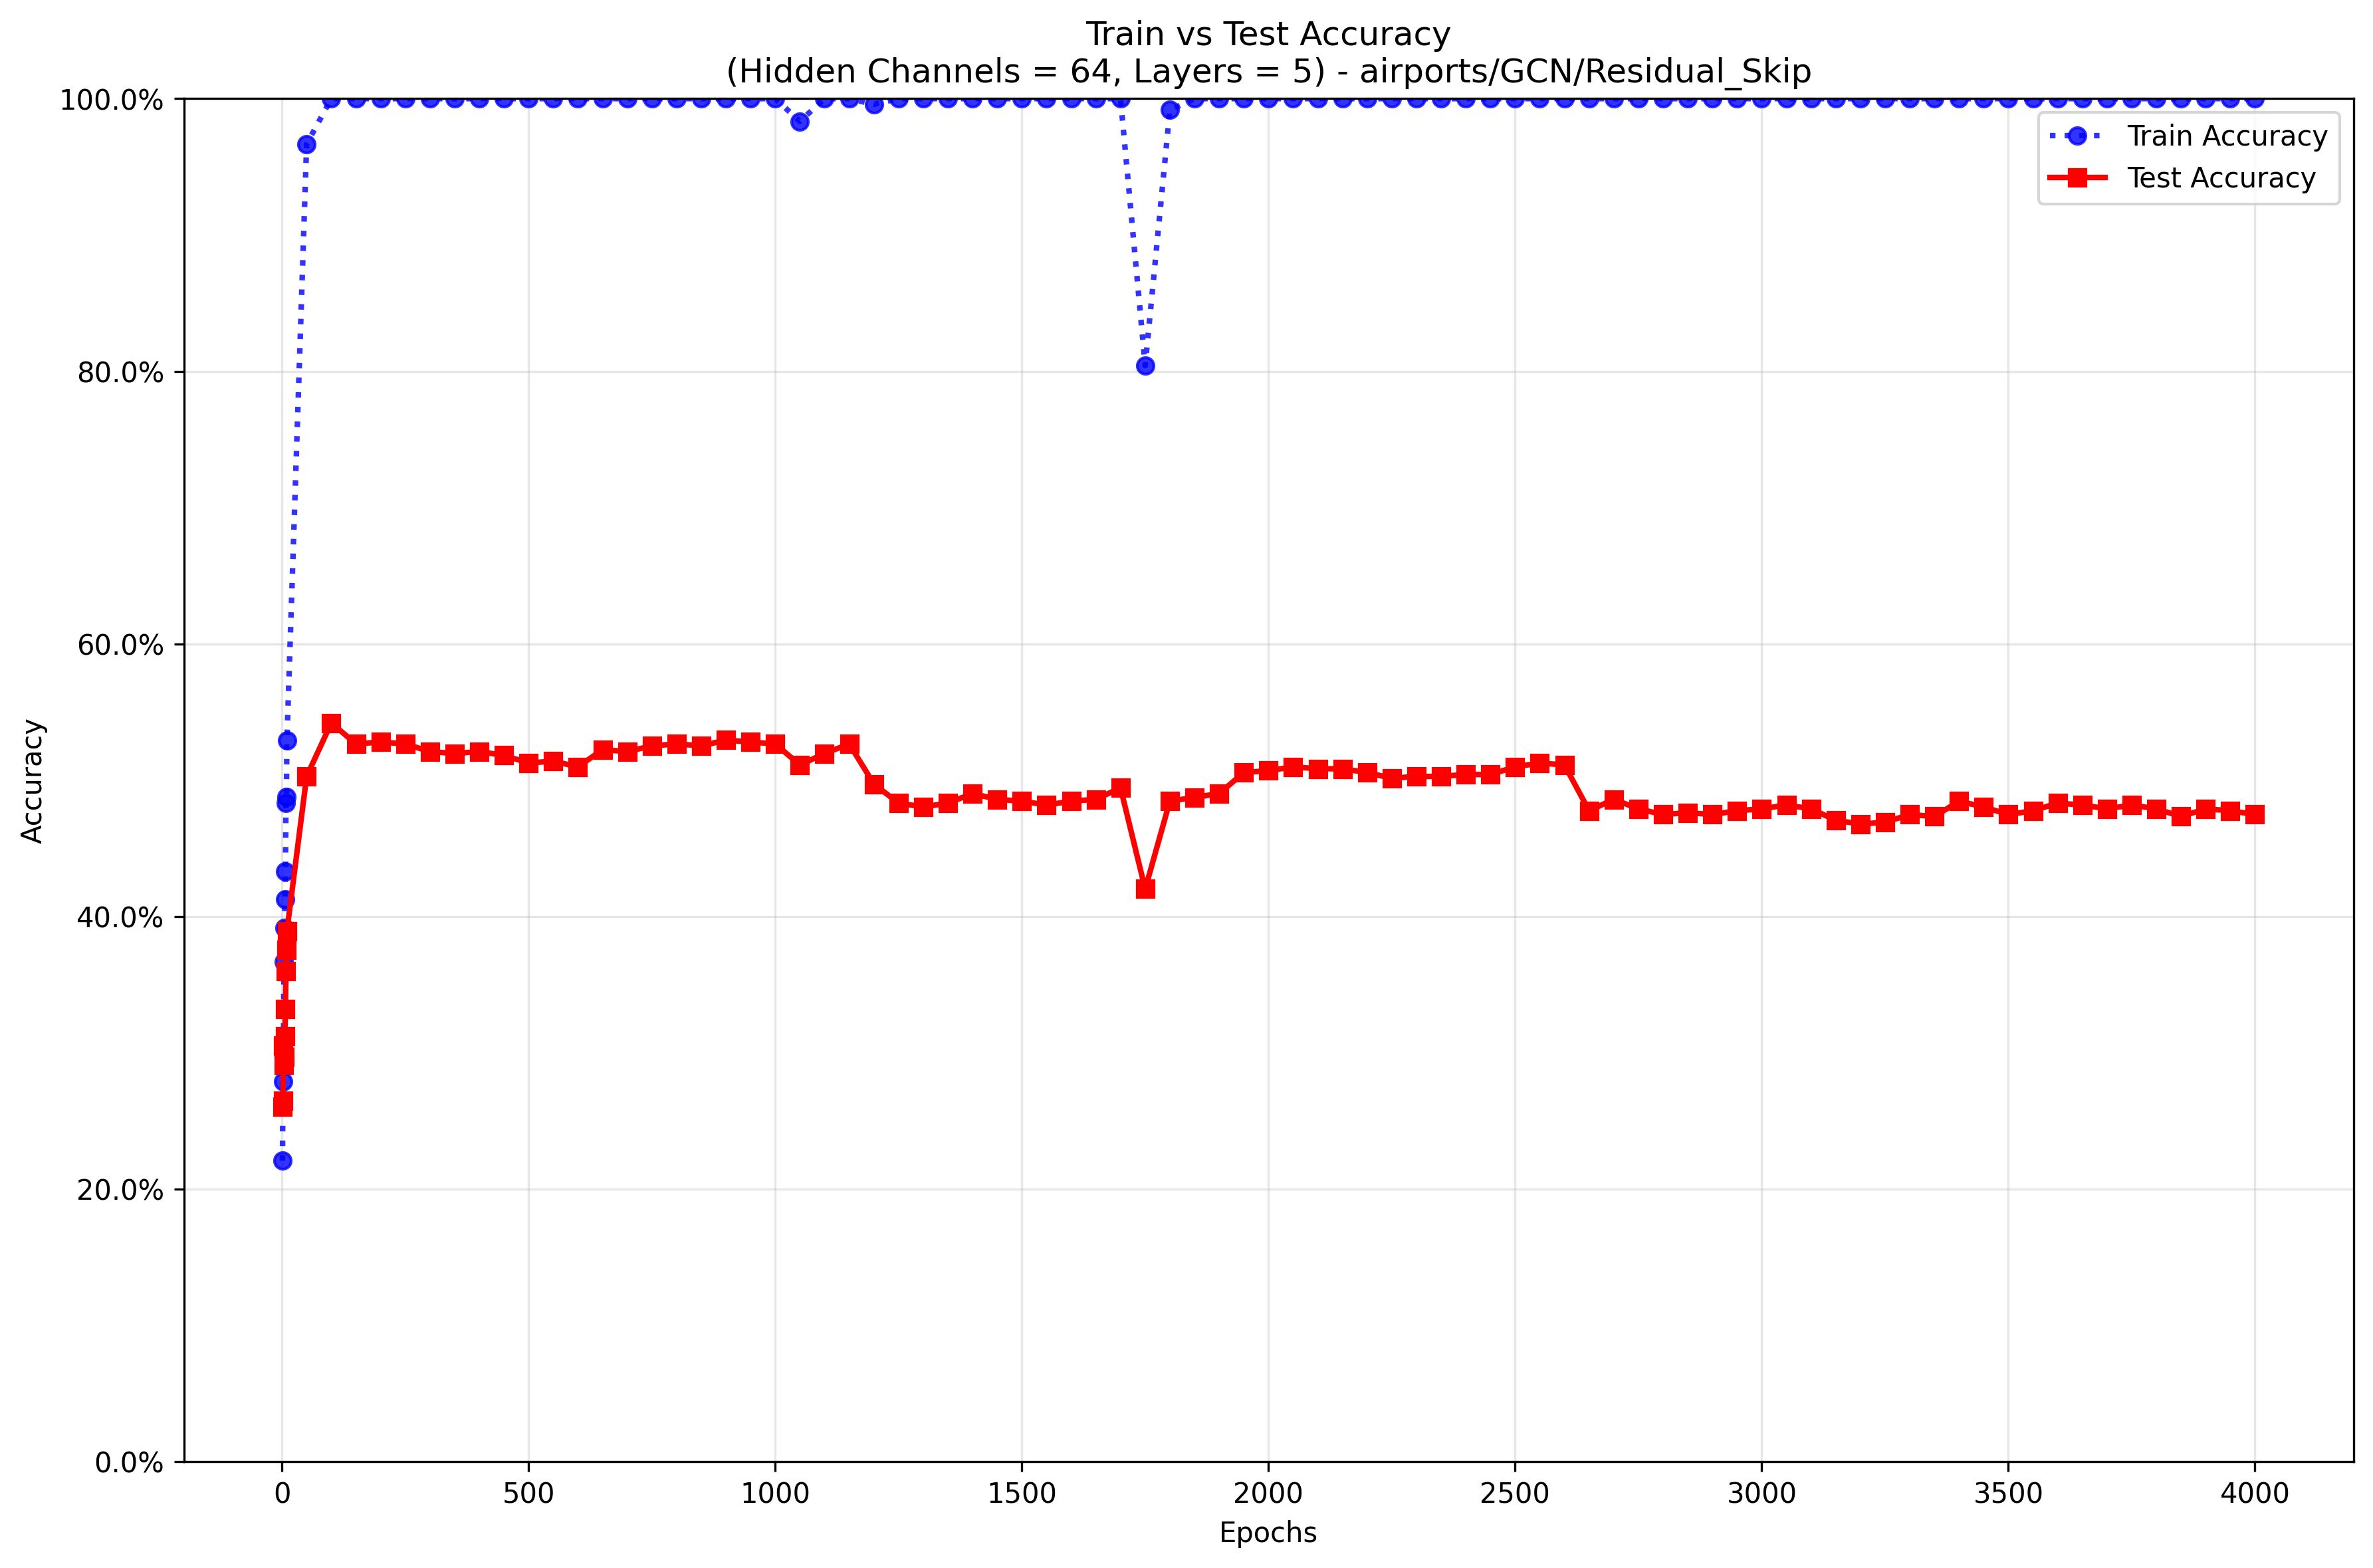 Train vs Test Accuracy
(Hidden Channels = 64, Layers = 5) - airports/GCN/Residual_Skip
100.0%
80.0%
60.0%
40.0%
20.0%
0.0%
Accuracy
Train Accuracy
Test Accuracy
0 500 1000 1500 2000 2500 3000 3500 4000
Epochs